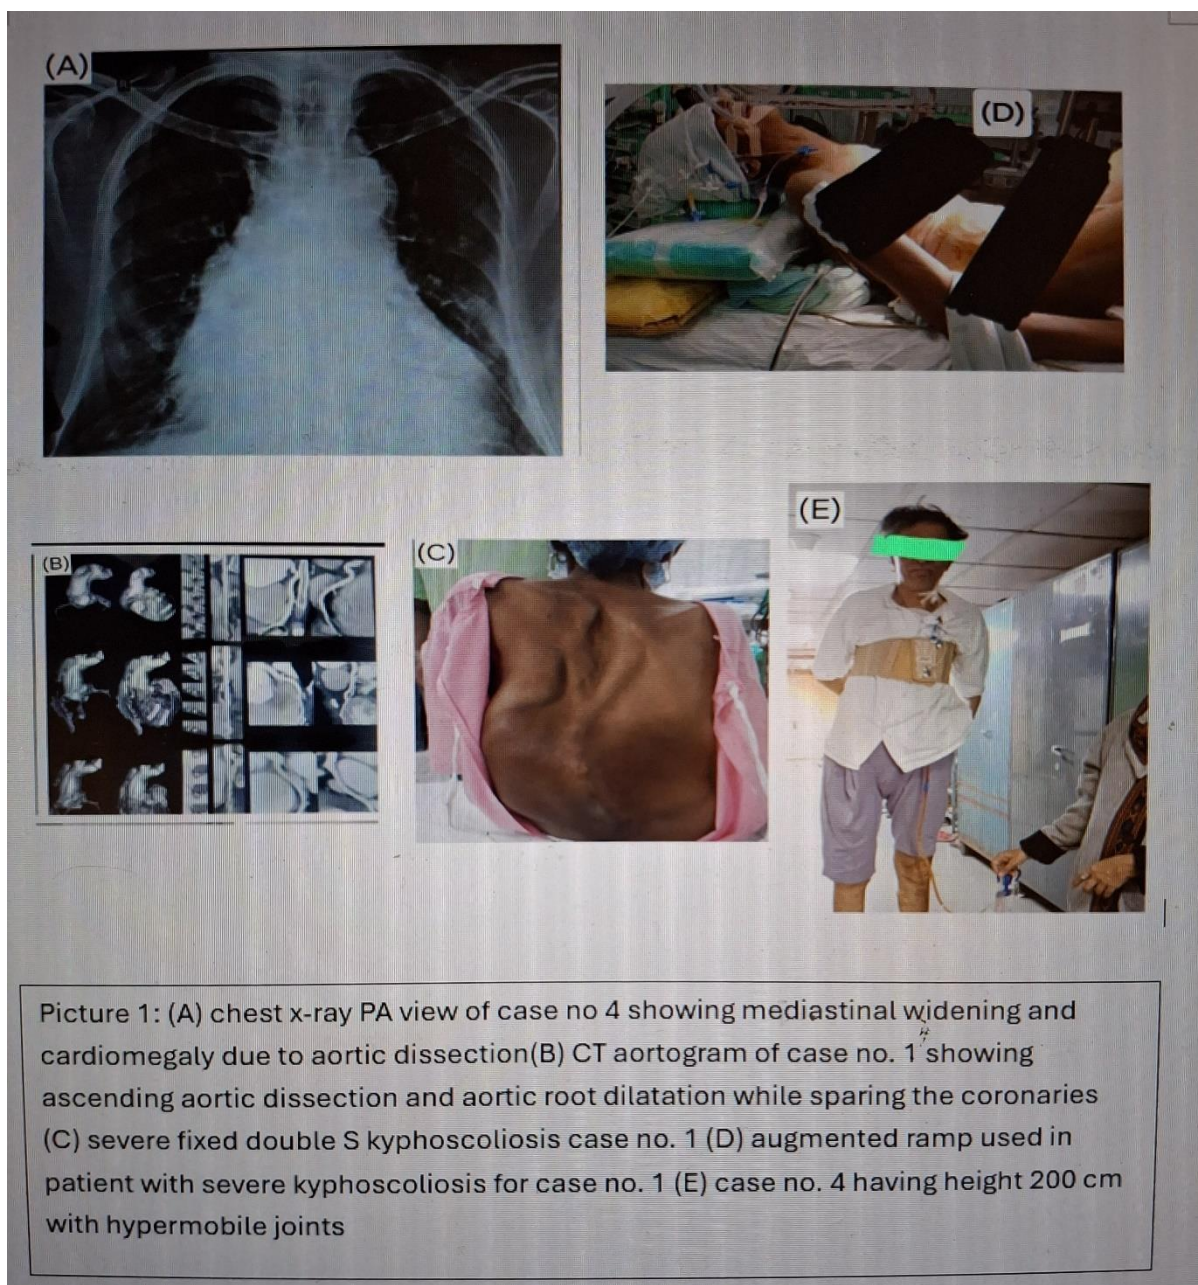 (A)
(D)
(B)
(C)
(E)
Picture 1: (A) chest x-ray PA view of case no 4 showing mediastinal widening and
cardiomegaly due to aortic dissection(B) CT aortogram of case no. 1 showing
ascending aortic dissection and aortic root dilatation while sparing the coronaries
(C) severe fixed double S kyphoscoliosis case no. 1 (D) augmented ramp used in
patient with severe kyphoscoliosis for case no. 1 (E) case no. 4 having height 200 cm
with hypermobile joints